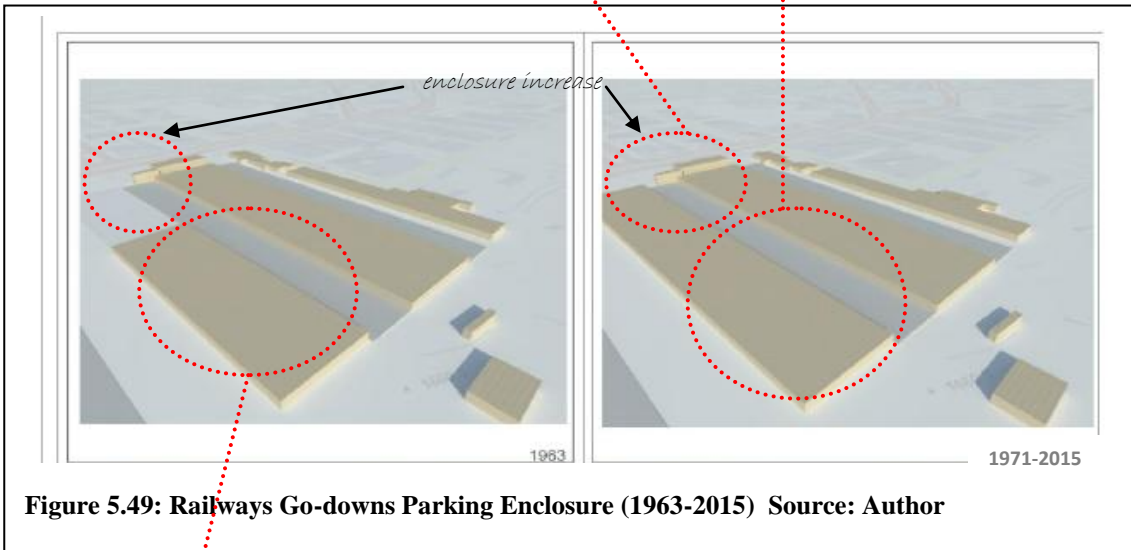 enclosure increase
1963
1971-2015
Figure 5.49: Railways Go-downs Parking Enclosure (1963-2015)  Source: Author